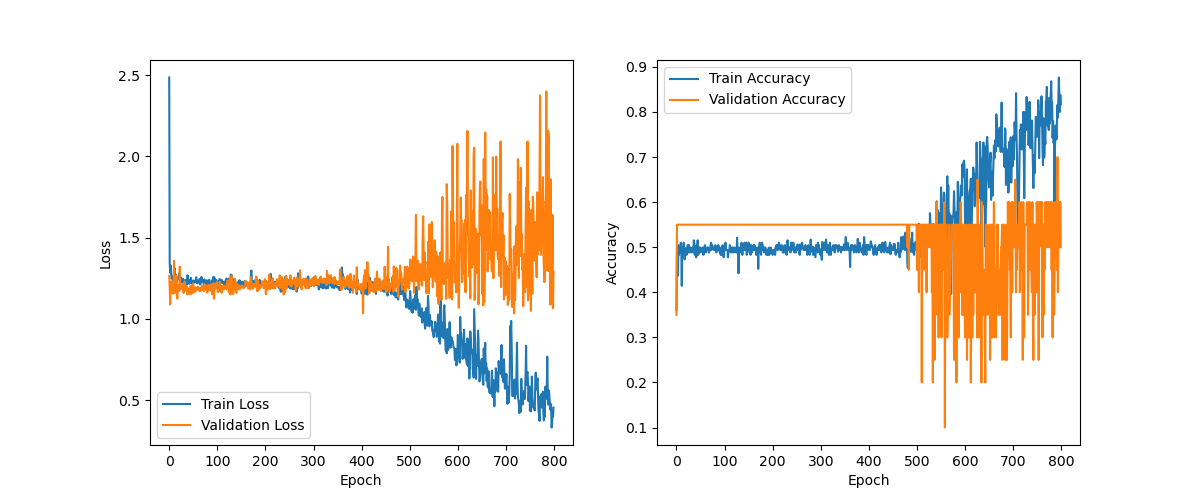 2.5
2.0
1.5
1.0
0.5
Loss
0 100 200 300 400 500 600 700 800
Epoch
Train Loss
Validation Loss
0.9
0.8
0.7
0.6
0.5
0.4
0.3
0.2
0.1
Accuracy
0 100 200 300 400 500 600 700 800
Epoch
Train Accuracy
Validation Accuracy